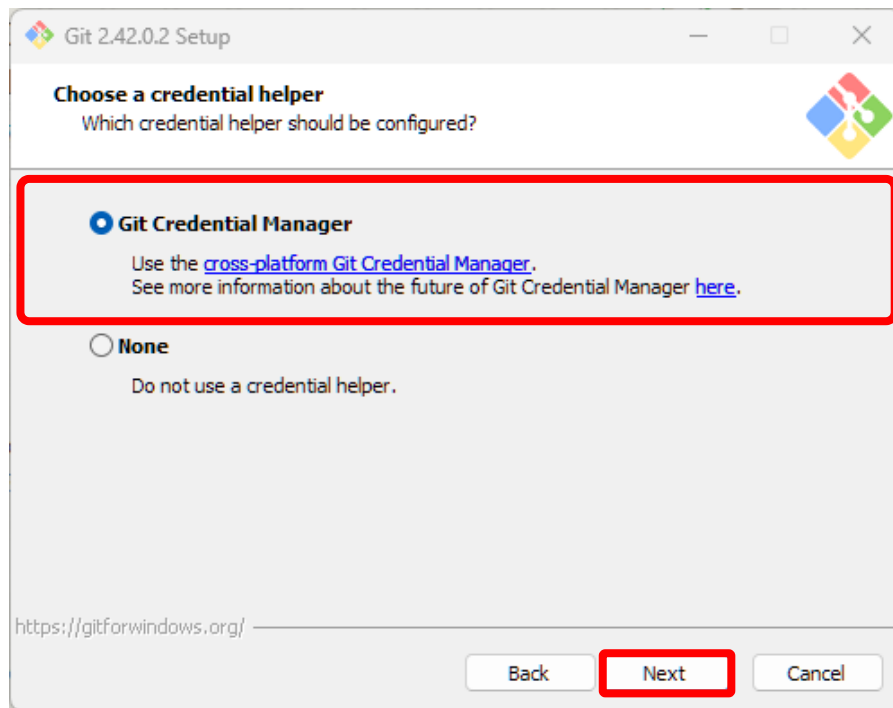 Git 2.42.0.2 Setup
Choose a credential helper
Which credential helper should be configured?
Git Credential Manager
Use the cross-platform Git Credential Manager.
See more information about the future of Git Credential Manager here.
None
Do not use a credential helper.
https://gitforwindows.org/
Back Next Cancel